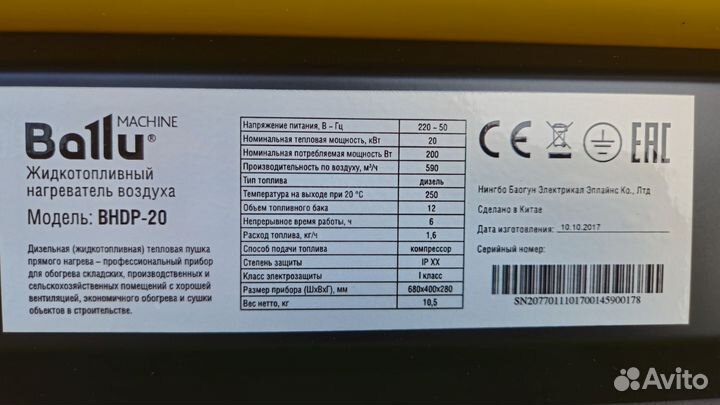 Ballu® MACHINE
Жидкотопливный
нагреватель воздуха
Модель: BHDP-20
Дизельная (жидкотопливная) тепловая пушка
прямого нагрева – профессиональный прибор
для обогрева складских, производственных и
сельскохозяйственных помещений с хорошей
вентиляцией, экономичного обогрева и сушки
объектов в строительстве.
Напряжение питания, В – Гц 220 – 50
Номинальная тепловая мощность, кВт 20
Номинальная потребляемая мощность Вт 200
Производительность по воздуху, м³/ч 590
Тип топлива дизель
Температура на выходе при 20 °C 250
Объем топливного бака 12
Непрерывное время работы, ч 6
Расход топлива, кг/ч 1,6
Способ подачи топлива компрессор
Степень защиты IP XX
Класс электрозащиты I класс
Размер прибора (ШхВхГ), мм 680х400х280
Вес нетто, кг 10,5
CE EAC
Нингбо Баогун Электрикал Эпплайнс Ко., Лтд
Сделано в Китае
Дата изготовления: 10.10.2017
Серийный номер:
SN2077011101700145900178
Avito